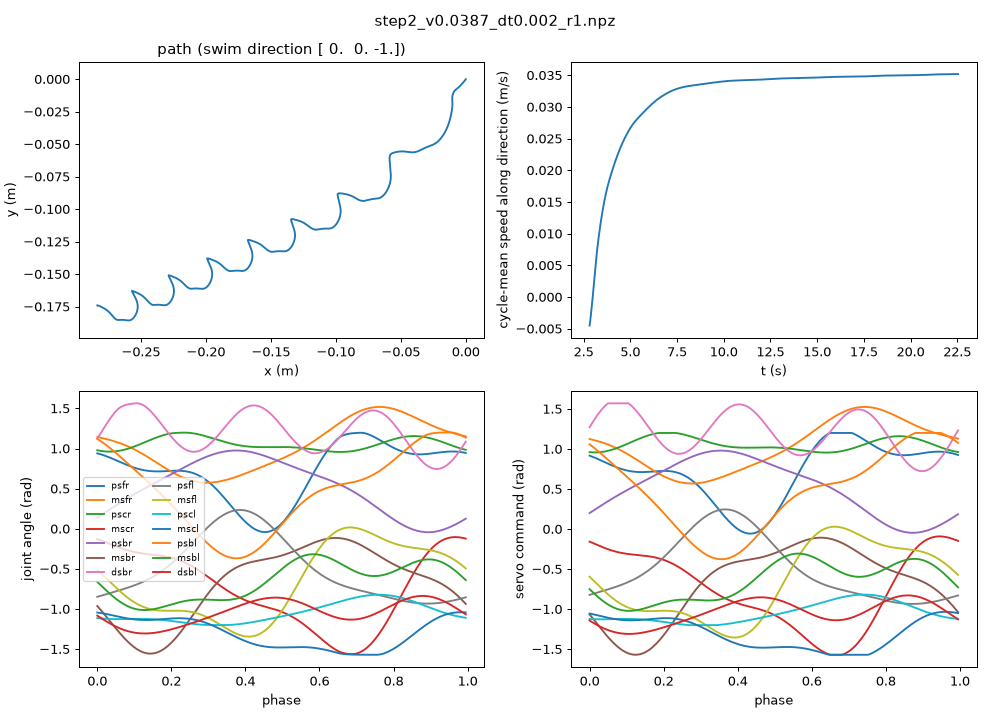 step2_v0.0387_dt0.002_r1.npz
path (swim direction [ 0.  0. -1.])
0.000
−0.025
−0.050
−0.075
−0.100
−0.125
−0.150
−0.175
y (m)
−0.25 −0.20 −0.15 −0.10 −0.05 0.00
x (m)
0.035
0.030
0.025
0.020
0.015
0.010
0.005
0.000
−0.005
cycle-mean speed along direction (m/s)
2.5 5.0 7.5 10.0 12.5 15.0 17.5 20.0 22.5
t (s)
1.5
1.0
0.5
0.0
−0.5
−1.0
−1.5
joint angle (rad)
psfr psfl
msfr msfl
pscr pscl
mscr mscl
psbr psbl
msbr msbl
dsbr dsbl
0.0 0.2 0.4 0.6 0.8 1.0
phase
1.5
1.0
0.5
0.0
−0.5
−1.0
−1.5
servo command (rad)
0.0 0.2 0.4 0.6 0.8 1.0
phase